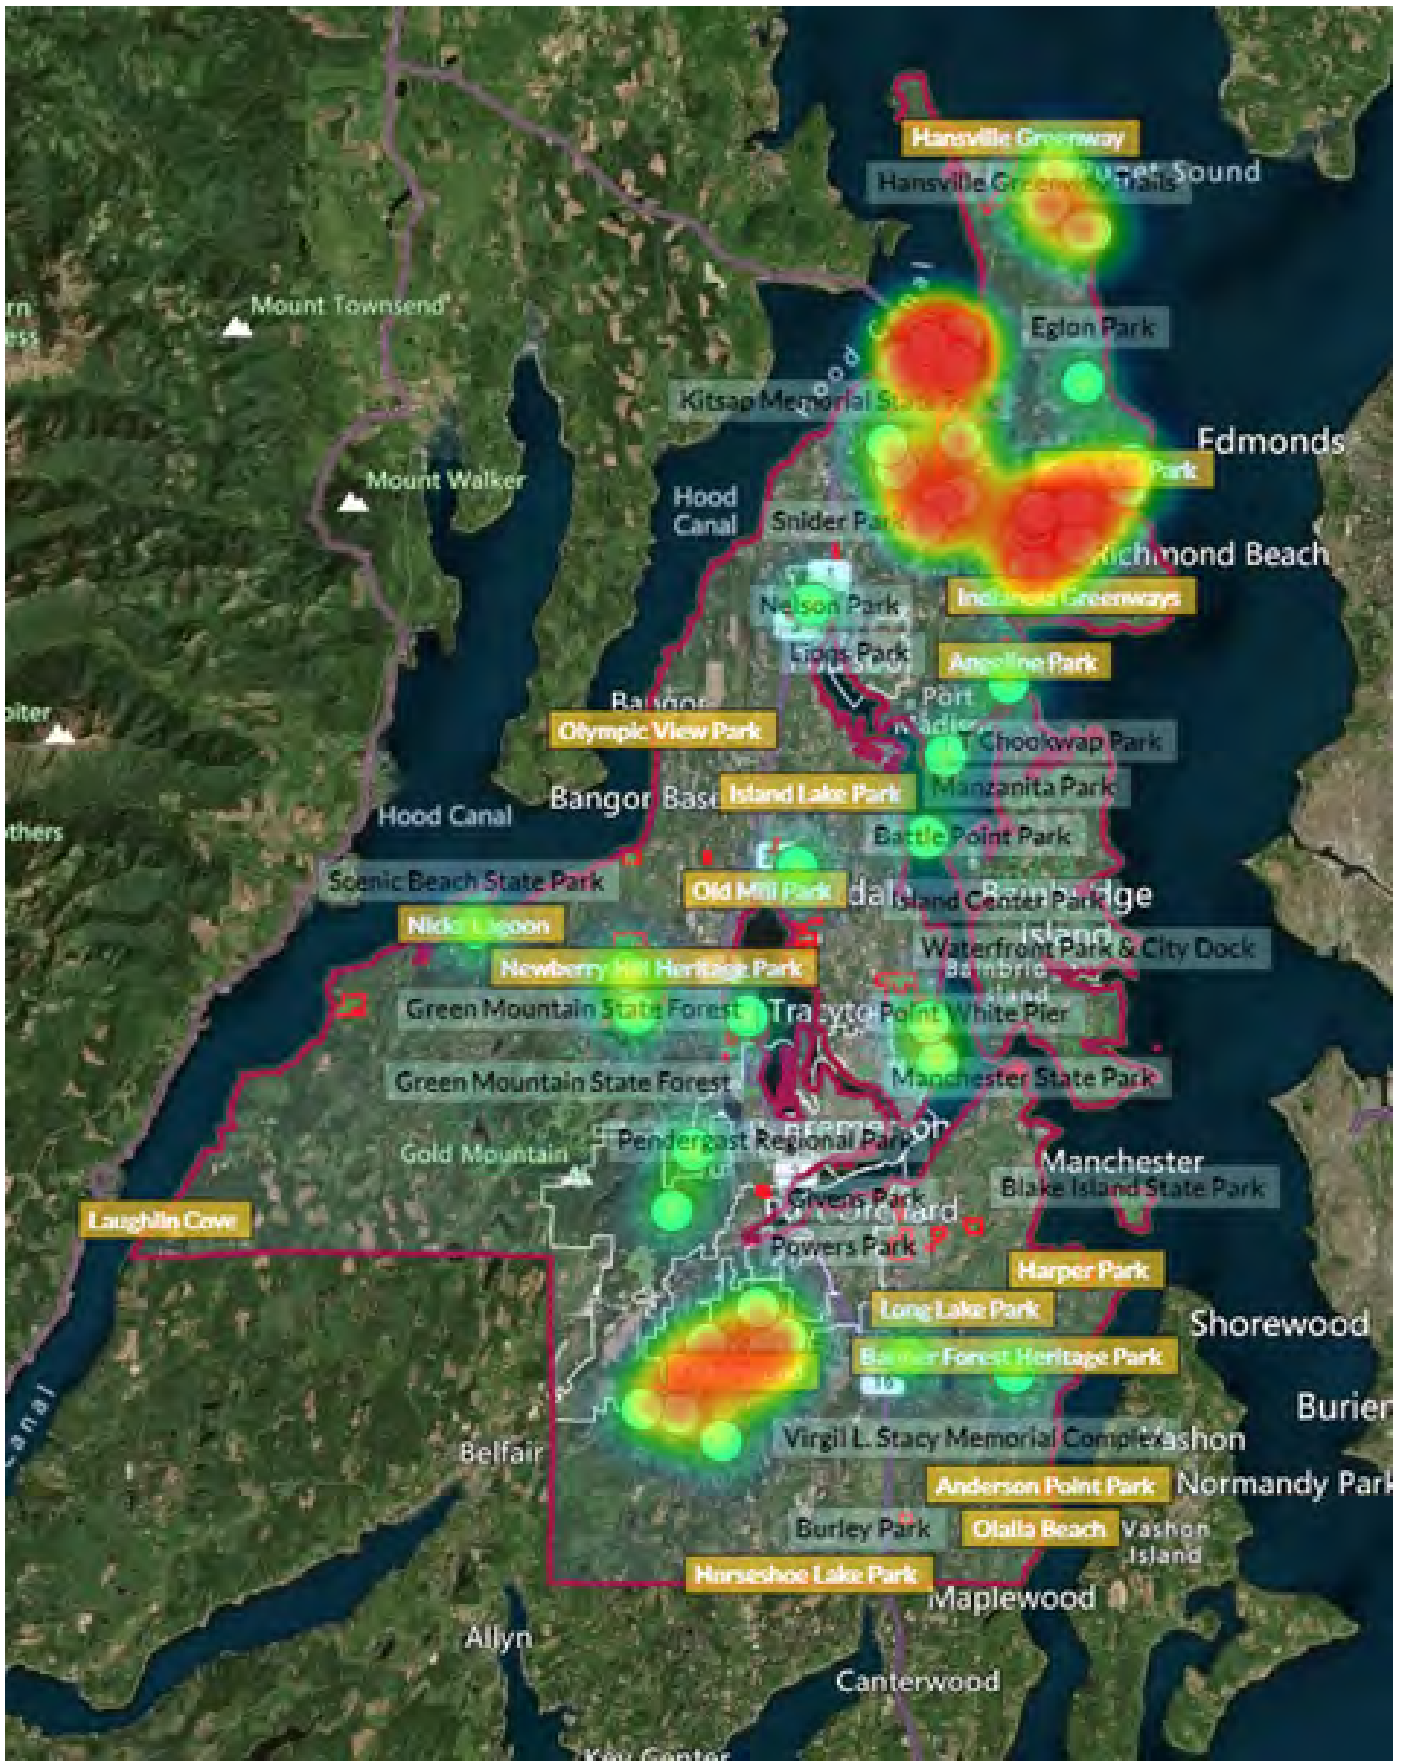 Hansville Greenway
Sound
Hansville Greenway Trails
Mount Townsend
Eglon Park
Kitsap Memorial State
Edmonds
Park
Mount Walker
Hood
Canal
Snider Park
Richmond Beach
Nelson Park
Greenways
Lions Park
Angeline Park
Bangor
Port
Olympic View Park
Chookwap Park
Manzanita Park
Bangor Base
Island Lake Park
Hood Canal
Battle Point Park
Scenic Beach State Park
Old Mill Park
Island Center Park
Bainbridge
Island
Lagoon
Waterfront Park & City Dock
Newberry Hill Heritage Park
Green Mountain State Forest
Point White Pier
Green Mountain State Forest
Manchester State Park
Pendergast Regional Park
Gold Mountain
Manchester
Blake Island State Park
Givens Park
Port Orchard
Laughlin Cove
Powers Park
Harper Park
Long Lake Park
Shorewood
Banner Forest Heritage Park
16
Burien
Canal
Virgil L. Stacy Memorial Complex
Vashon
Belfair
Anderson Point Park
Normandy Park
Burley Park
Olalla Beach
Vashon
Island
Horseshoe Lake Park
Maplewood
Allyn
Canterwood
Key Center